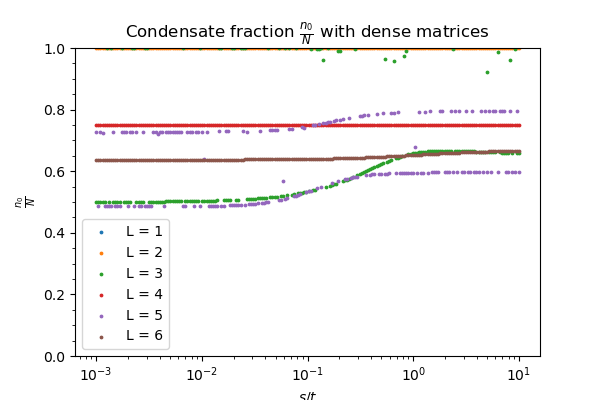 Condensate fraction n₀/N with dense matrices
1.0
0.8
0.6
0.4
0.2
0.0
n₀/N
L = 1
L = 2
L = 3
L = 4
L = 5
L = 6
10⁻³ 10⁻² 10⁻¹ 10⁰ 10¹
s/t